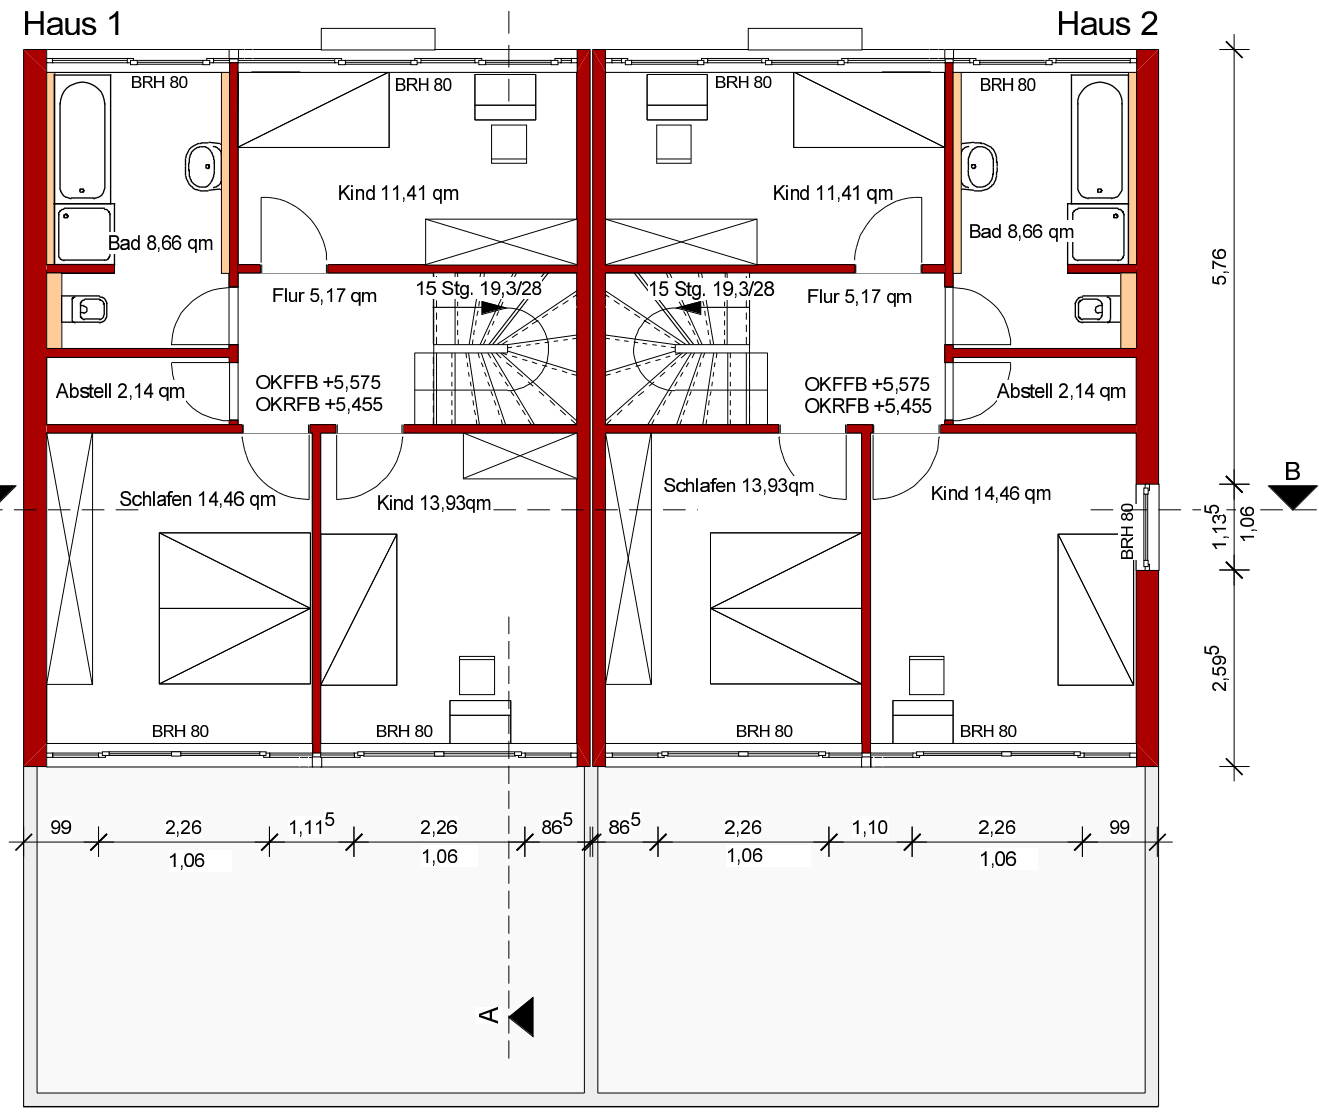 Haus 1
Haus 2
BRH 80
BRH 80
BRH 80
BRH 80
Kind 11,41 qm
Kind 11,41 qm
Bad 8,66 qm
Bad 8,66 qm
5,76
Flur 5,17 qm
15 Stg. 19,3/28
15 Stg. 19,3/28
Flur 5,17 qm
Abstell 2,14 qm
OKFFB +5,575
OKRFB +5,455
OKFFB +5,575
OKRFB +5,455
Abstell 2,14 qm
Schlafen 14,46 qm
Kind 13,93qm
Schlafen 13,93qm
Kind 14,46 qm
B
BRH 80
1,13⁵
1,06
2,59⁵
BRH 80
BRH 80
BRH 80
BRH 80
99
2,26
1,11⁵
2,26
86⁵
86⁵
2,26
1,10
2,26
99
1,06
1,06
1,06
1,06
A